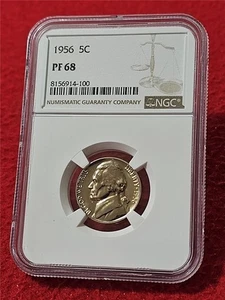 1956 5C
PF 68
8156914-100
NUMISMATIC GUARANTY COMPANY
NGC